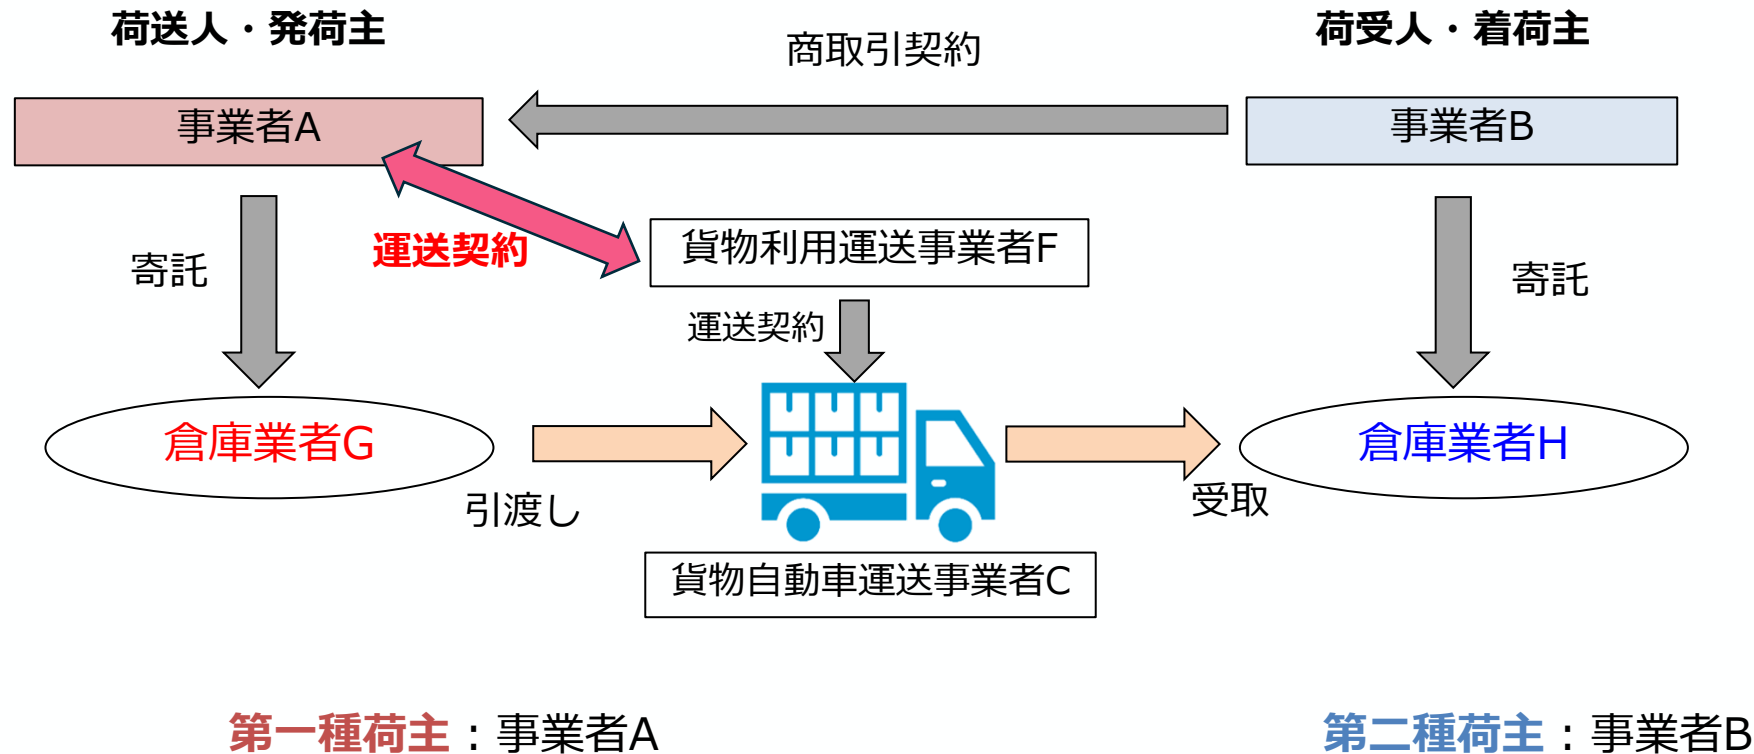 荷送人・発荷主
荷受人・着荷主
商取引契約
事業者A
事業者B
運送契約
貨物利用運送事業者F
寄託
寄託
運送契約
倉庫業者G
倉庫業者H
引渡し
受取
貨物自動車運送事業者C
第一種荷主：事業者A
第二種荷主：事業者B